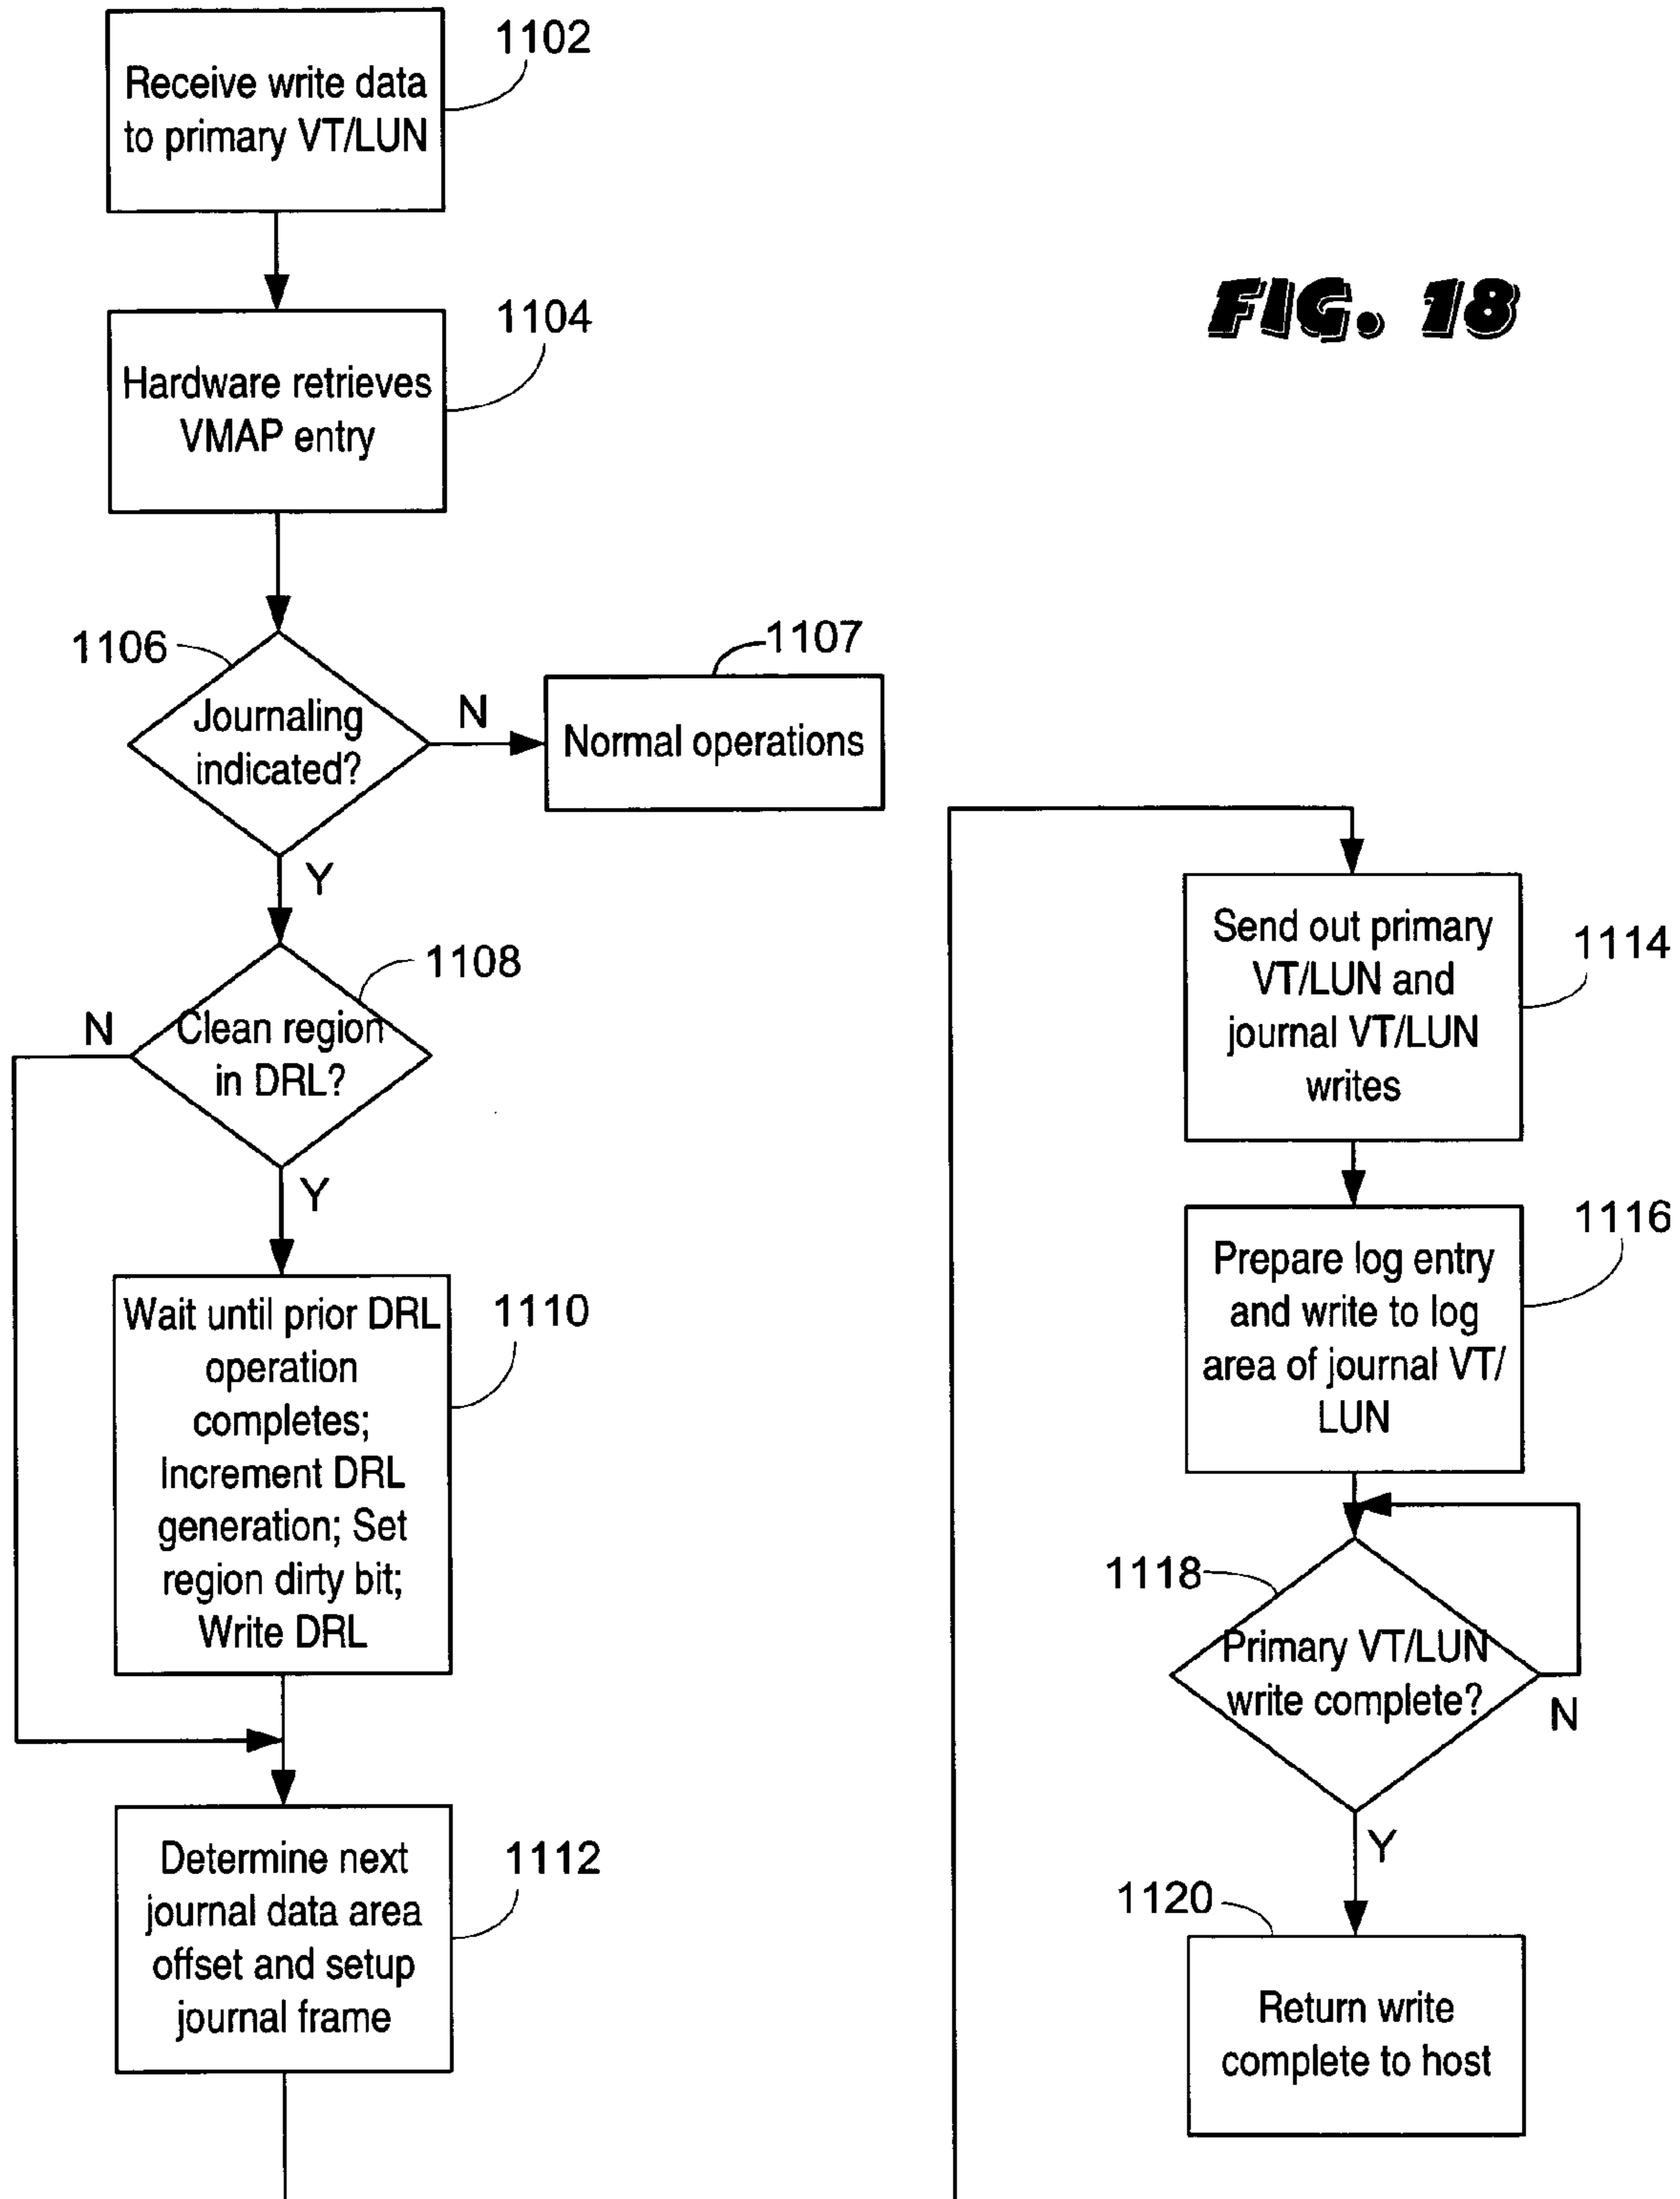 1102
Receive write data
to primary VT/LUN
1104
Hardware retrieves
VMAP entry
FIG. 18
1106
Journaling
indicated?
N
1107
Normal operations
Y
1108
Clean region
in DRL?
N
Y
1110
Wait until prior DRL
operation
completes;
Increment DRL
generation; Set
region dirty bit;
Write DRL
1112
Determine next
journal data area
offset and setup
journal frame
1114
Send out primary
VT/LUN and
journal VT/LUN
writes
1116
Prepare log entry
and write to log
area of journal VT/
LUN
1118
Primary VT/LUN
write complete?
N
Y
1120
Return write
complete to host